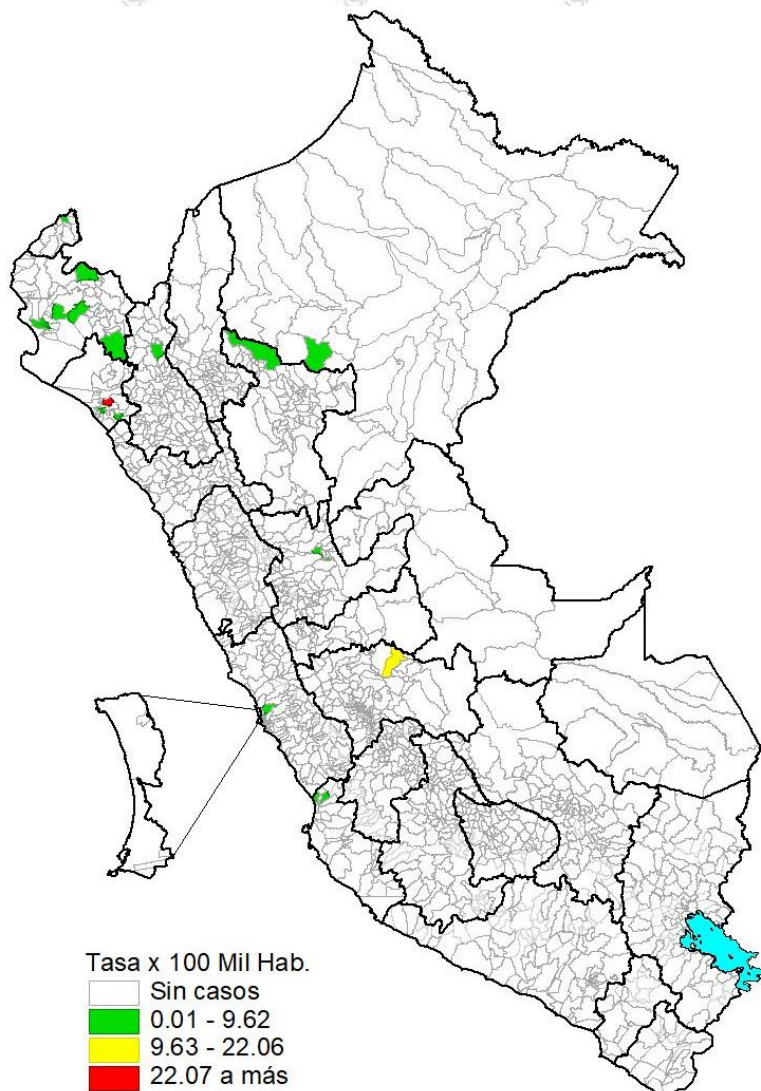 Tasa x 100 Mil Hab.
Sin casos
0.01 - 9.62
9.63 - 22.06
22.07 a más